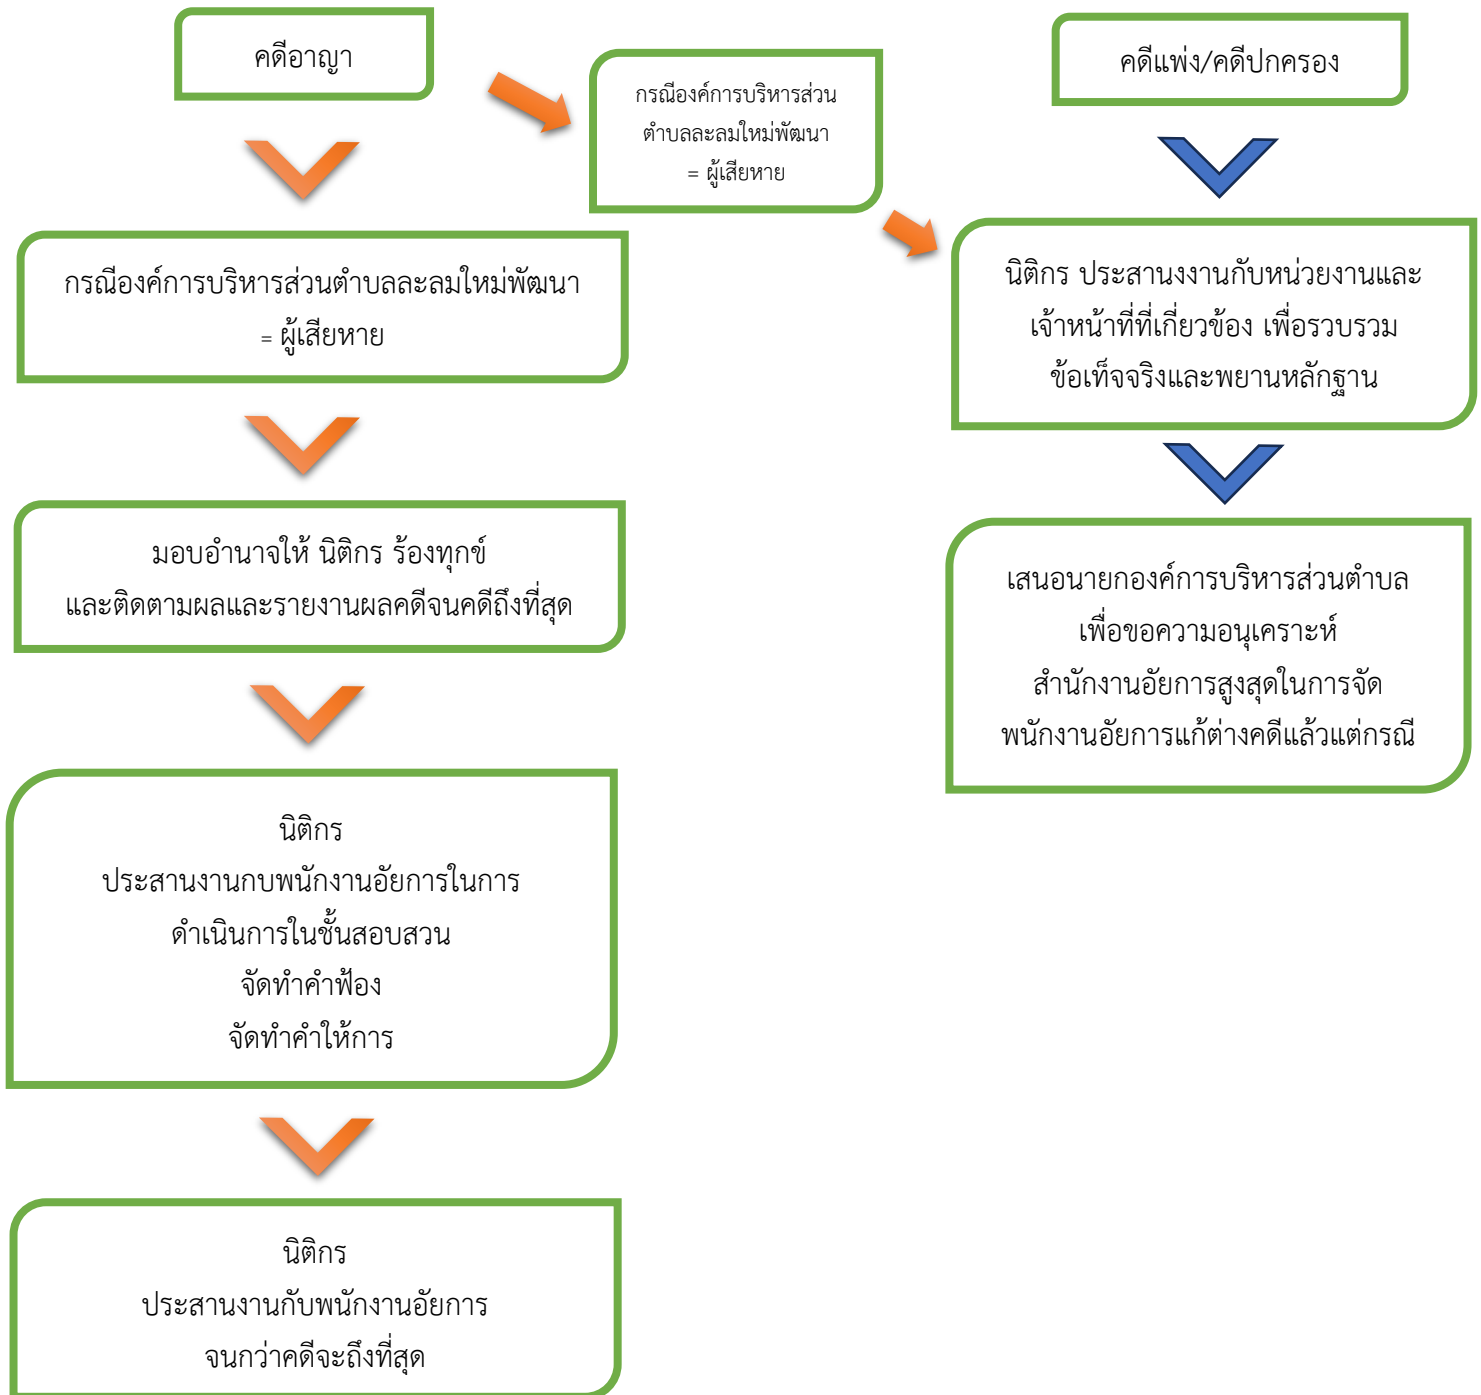 คดีอาญา
กรณีองค์การบริหารส่วน
ตำบลละลมใหม่พัฒนา
= ผู้เสียหาย
คดีแพ่ง/คดีปกครอง
กรณีองค์การบริหารส่วนตำบลละลมใหม่พัฒนา
= ผู้เสียหาย
นิติกร ประสานงงานกับหน่วยงานและ
เจ้าหน้าที่ที่เกี่ยวข้อง เพื่อรวบรวม
ข้อเท็จจริงและพยานหลักฐาน
มอบอำนาจให้ นิติกร ร้องทุกข์
และติดตามผลและรายงานผลคดีจนคดีถึงที่สุด
เสนอนายกองค์การบริหารส่วนตำบล
เพื่อขอความอนุเคราะห์
สำนักงานอัยการสูงสุดในการจัด
พนักงานอัยการแก้ต่างคดีแล้วแต่กรณี
นิติกร
ประสานงานกบพนักงานอัยการในการ
ดำเนินการในชั้นสอบสวน
จัดทำคำฟ้อง
จัดทำคำให้การ
นิติกร
ประสานงานกับพนักงานอัยการ
จนกว่าคดีจะถึงที่สุด